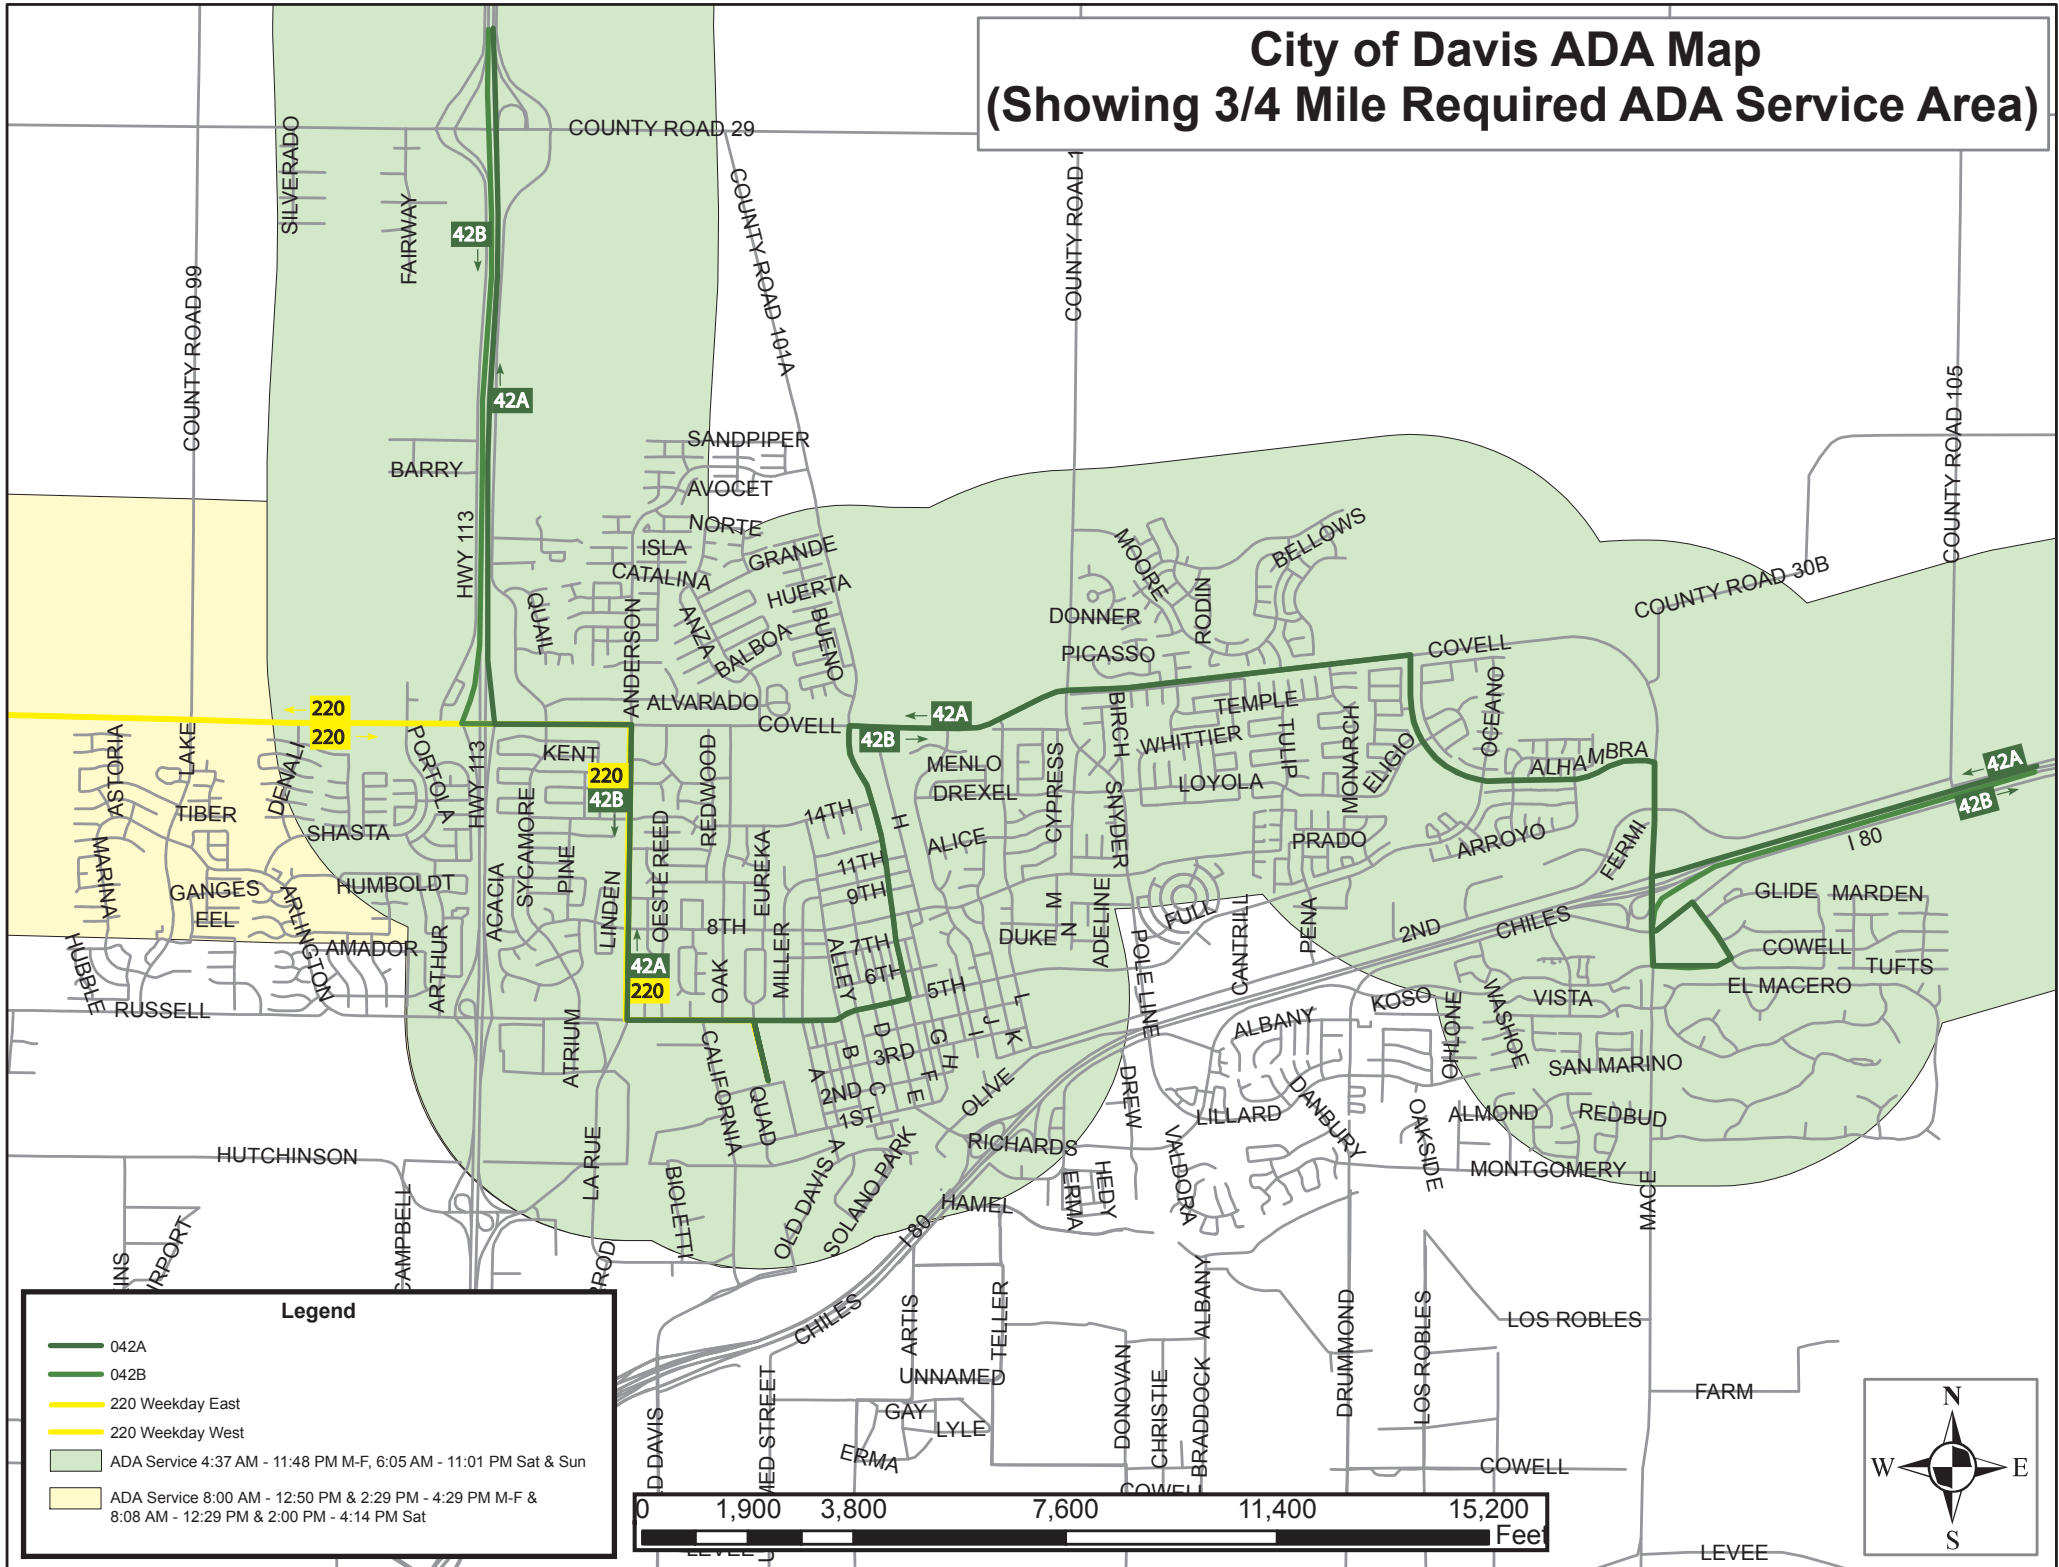 City of Davis ADA Map
(Showing 3/4 Mile Required ADA Service Area)
COUNTY ROAD 29
SILVERADO
FAIRWAY
COUNTY ROAD 1
COUNTY ROAD 101A
42B
COUNTY ROAD 99
42A
COUNTY ROAD 105
SANDPIPER
BARRY
AVOCET
NORTE
HWY 113
ISLA
GRANDE
CATALINA
HUERTA
MOORE
BELLOWS
QUAIL
ANDERSON
ANZA
BALBOA
BUENO
DONNER
RODIN
COUNTY ROAD 30B
PICASSO
COVELL
ALVARADO
COVELL
220
220
42A
42B
BIRCH
TEMPLE
TULIP
MONARCH
OCEANO
ASTORIA
LAKE
DENALI
PORTOLA
HWY 113
KENT
220
42B
REDWOOD
MENLO
CYPRESS
WHITTIER
ELIGIO
ALHAMBRA
42A
42B
DREXEL
LOYOLA
TIBER
SHASTA
SYCAMORE
14TH
H
SNYDER
I 80
OESTE
REED
ALICE
PRADO
ARROYO
FERMI
MARINA
EUREKA
11TH
PINE
GANGES
HUMBOLDT
ACACIA
LINDEN
9TH
M
GLIDE
MARDEN
EEL
ARLINGTON
8TH
N
ADELINE
FULL
CANTRILL
PENA
2ND
CHILES
AMADOR
ARTHUR
MILLER
ALLEY
7TH
DUKE
COWELL
HUBBLE
42A
220
OAK
6TH
POLE LINE
TUFTS
5TH
EL MACERO
RUSSELL
L
KOSO
WASHOE
VISTA
ATRIUM
CALIFORNIA
D
J
I
K
ALBANY
OHLONE
B
3RD
G
H
SAN MARINO
A
2ND
C
F
E
OLIVE
DREW
QUAD
1ST
LILLARD
DANBURY
OAKSIDE
ALMOND
REDBUD
HUTCHINSON
LA RUE
A
RICHARDS
VALDORA
MONTGOMERY
BIOLETTI
OLD DAVIS
SOLANO PARK
ERMA
HEDY
MACE
CAMPBELL
HAMEL
INS
IRPORT
RROD
I 80
ARTIS
TELLER
BRADDOCK
ALBANY
DRUMMOND
LOS ROBLES
LOS ROBLES
CHILES
UNNAMED
DONOVAN
CHRISTIE
FARM
GAY
LYLE
D DAVIS
MED STREET
ERMA
COWELL
COWELL
LEVEE
LEVEE
Legend
042A
042B
220 Weekday East
220 Weekday West
ADA Service 4:37 AM - 11:48 PM M-F, 6:05 AM - 11:01 PM Sat & Sun
ADA Service 8:00 AM - 12:50 PM & 2:29 PM - 4:29 PM M-F &
8:08 AM - 12:29 PM & 2:00 PM - 4:14 PM Sat
0 1,900 3,800 7,600 11,400 15,200
Feet
N
W E
S